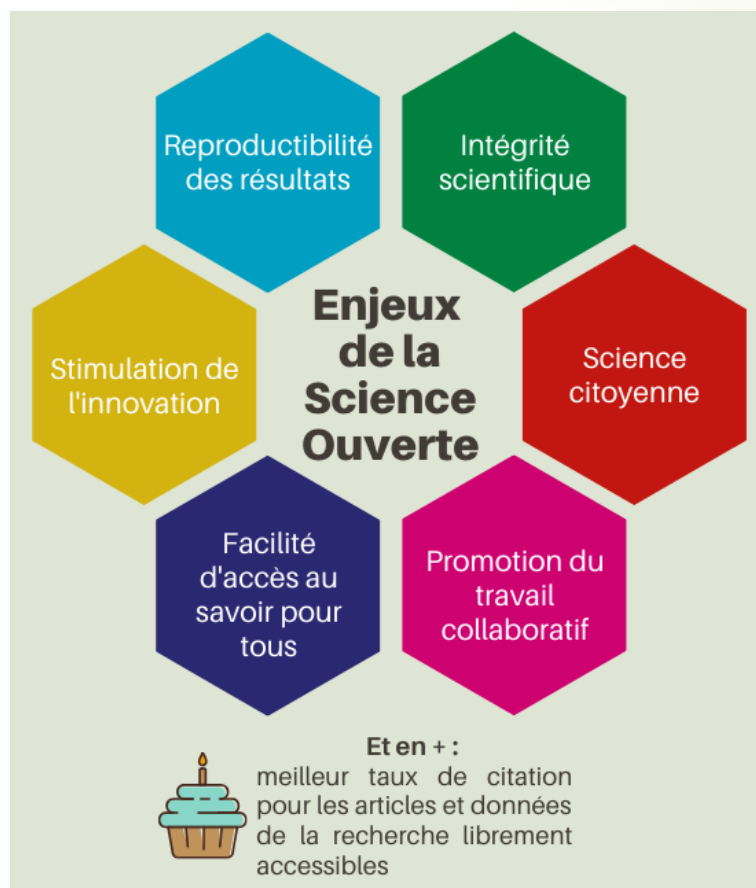 Reproductibilité
des résultats
Intégrité
scientifique
Enjeux
de la
Science
Ouverte
Stimulation de
l'innovation
Science
citoyenne
Facilité
d'accès au
savoir pour
tous
Promotion du
travail
collaboratif
Et en + :
meilleur taux de citation
pour les articles et données
de la recherche librement
accessibles